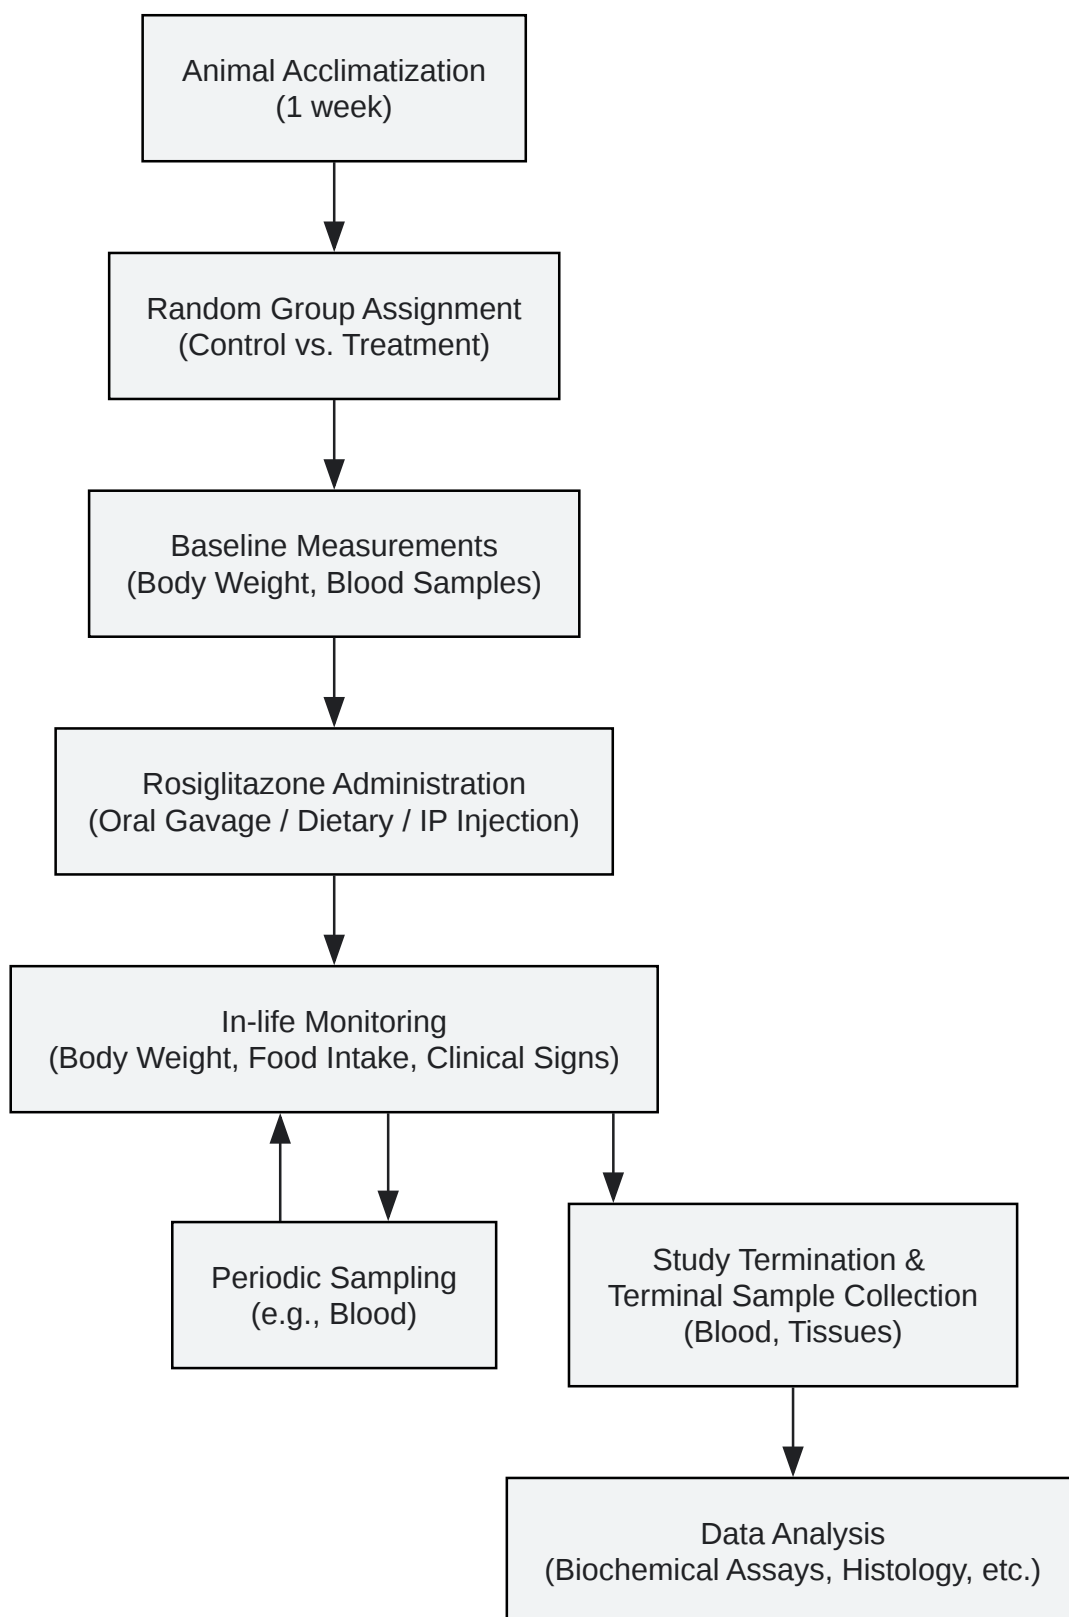 Animal Acclimatization
(1 week)
Random Group Assignment
(Control vs. Treatment)
Baseline Measurements
(Body Weight, Blood Samples)
Rosiglitazone Administration
(Oral Gavage / Dietary / IP Injection)
In-life Monitoring
(Body Weight, Food Intake, Clinical Signs)
Periodic Sampling
(e.g., Blood)
Study Termination &
Terminal Sample Collection
(Blood, Tissues)
Data Analysis
(Biochemical Assays, Histology, etc.)